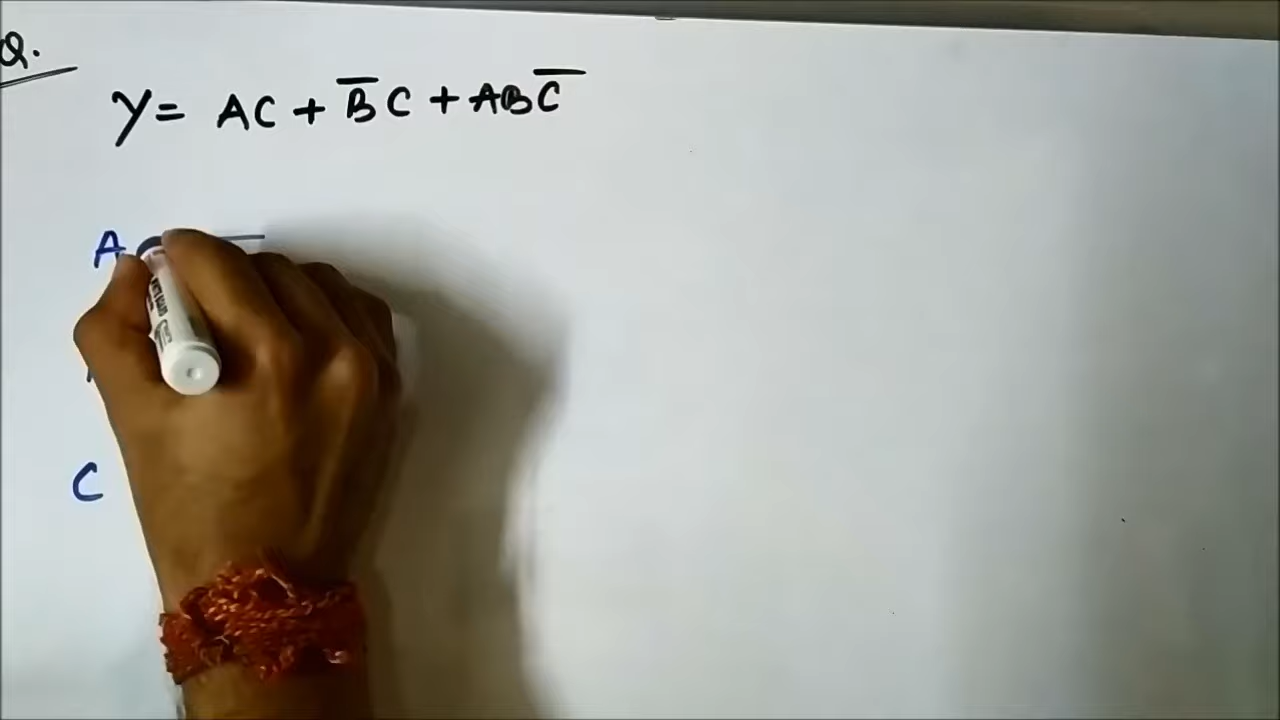 Q.
Y = AC + B̅C + ABC̅
A
C